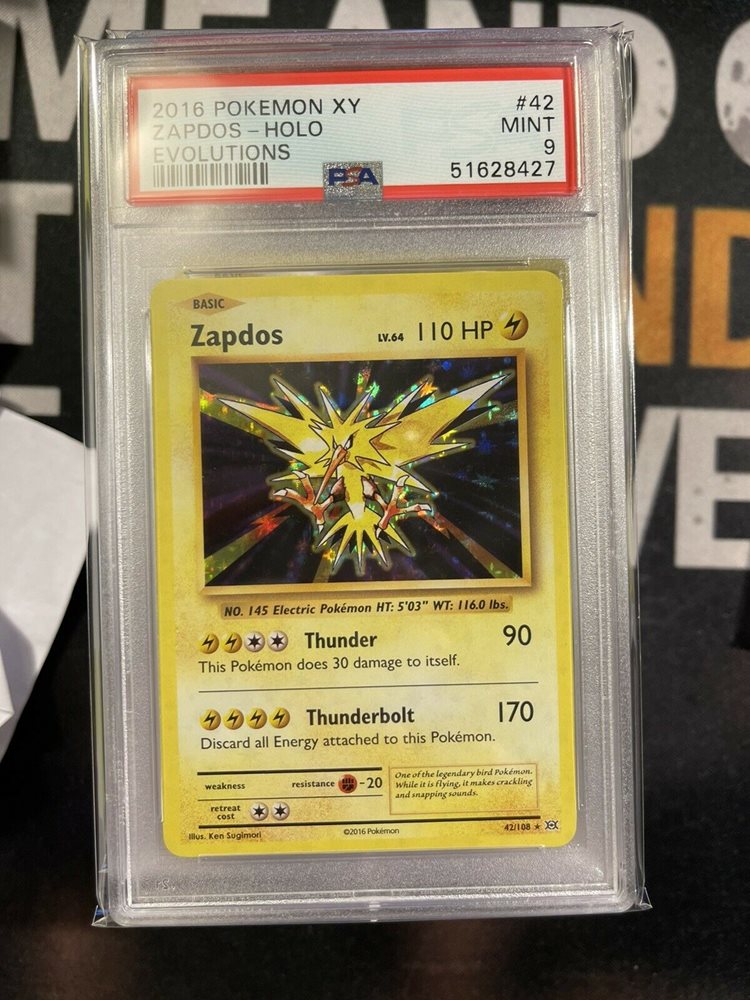 2016 POKEMON XY #42
ZAPDOS - HOLO MINT
EVOLUTIONS 9
PSA 51628427
BASIC
Zapdos LV.64 110 HP
NO. 145 Electric Pokémon HT: 5'03" WT: 116.0 lbs.
Thunder 90
This Pokémon does 30 damage to itself.
Thunderbolt 170
Discard all Energy attached to this Pokémon.
weakness resistance -20
retreat
cost
One of the legendary bird Pokémon.
While it is flying, it makes crackling
and snapping sounds.
Illus. Ken Sugimori ©2016 Pokémon 42/108